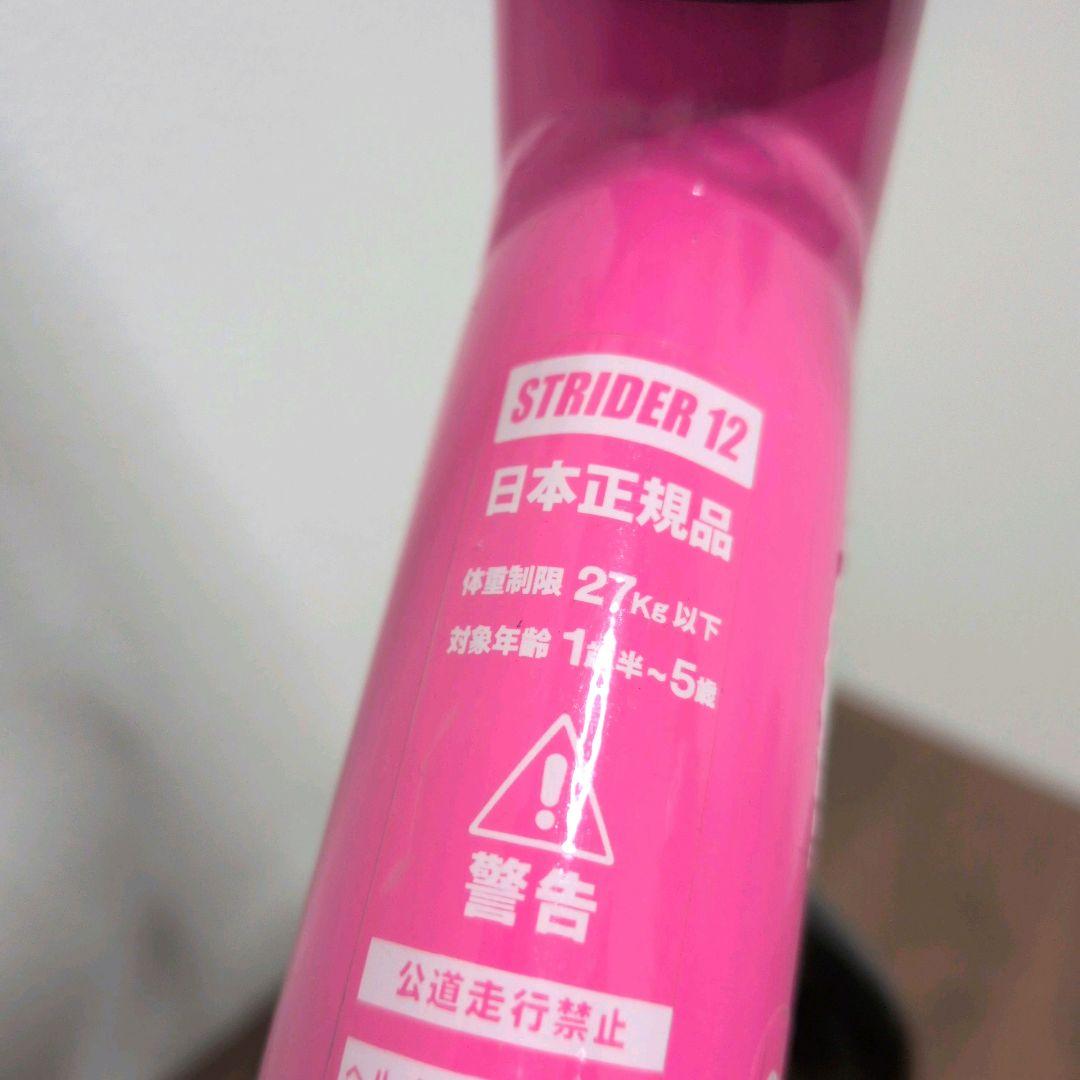 STRIDER 12
日本正規品
体重制限 27Kg 以下
対象年齢 1歳半~5歳
警告
公道走行禁止